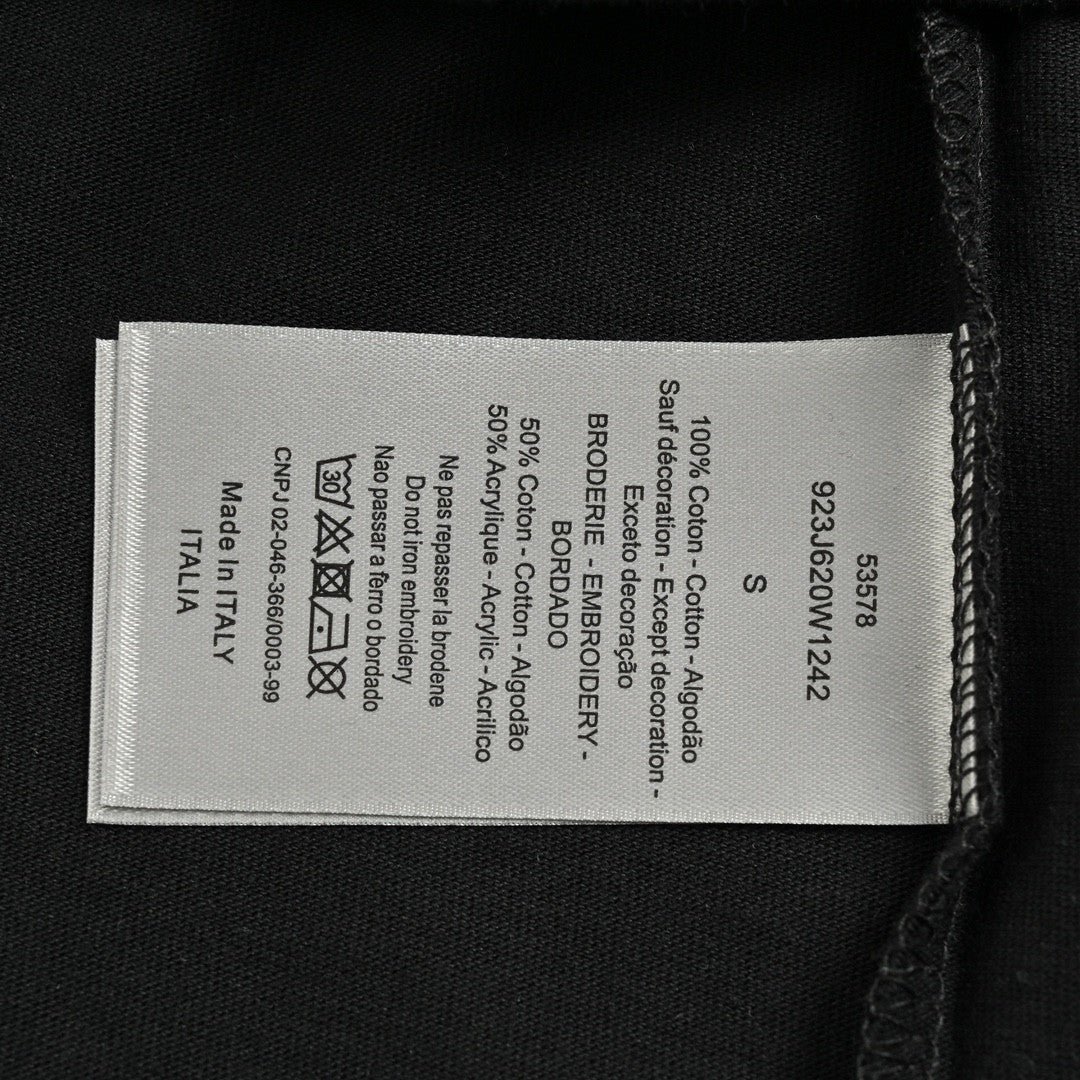 53578
923J620W1242
S
100% Coton - Cotton - Algodão
Sauf décoration - Except decoration -
Exceto decoração
BRODERIE - EMBROIDERY -
BORDADO
50% Coton - Cotton - Algodão
50% Acrylique - Acrylic - Acrilico
Ne pas repasser la brodene
Do not iron embroidery
Nao passar a fèrro o bordado
30
CNPJ 02-046-366/0003-99
Made In ITALY
ITALIA